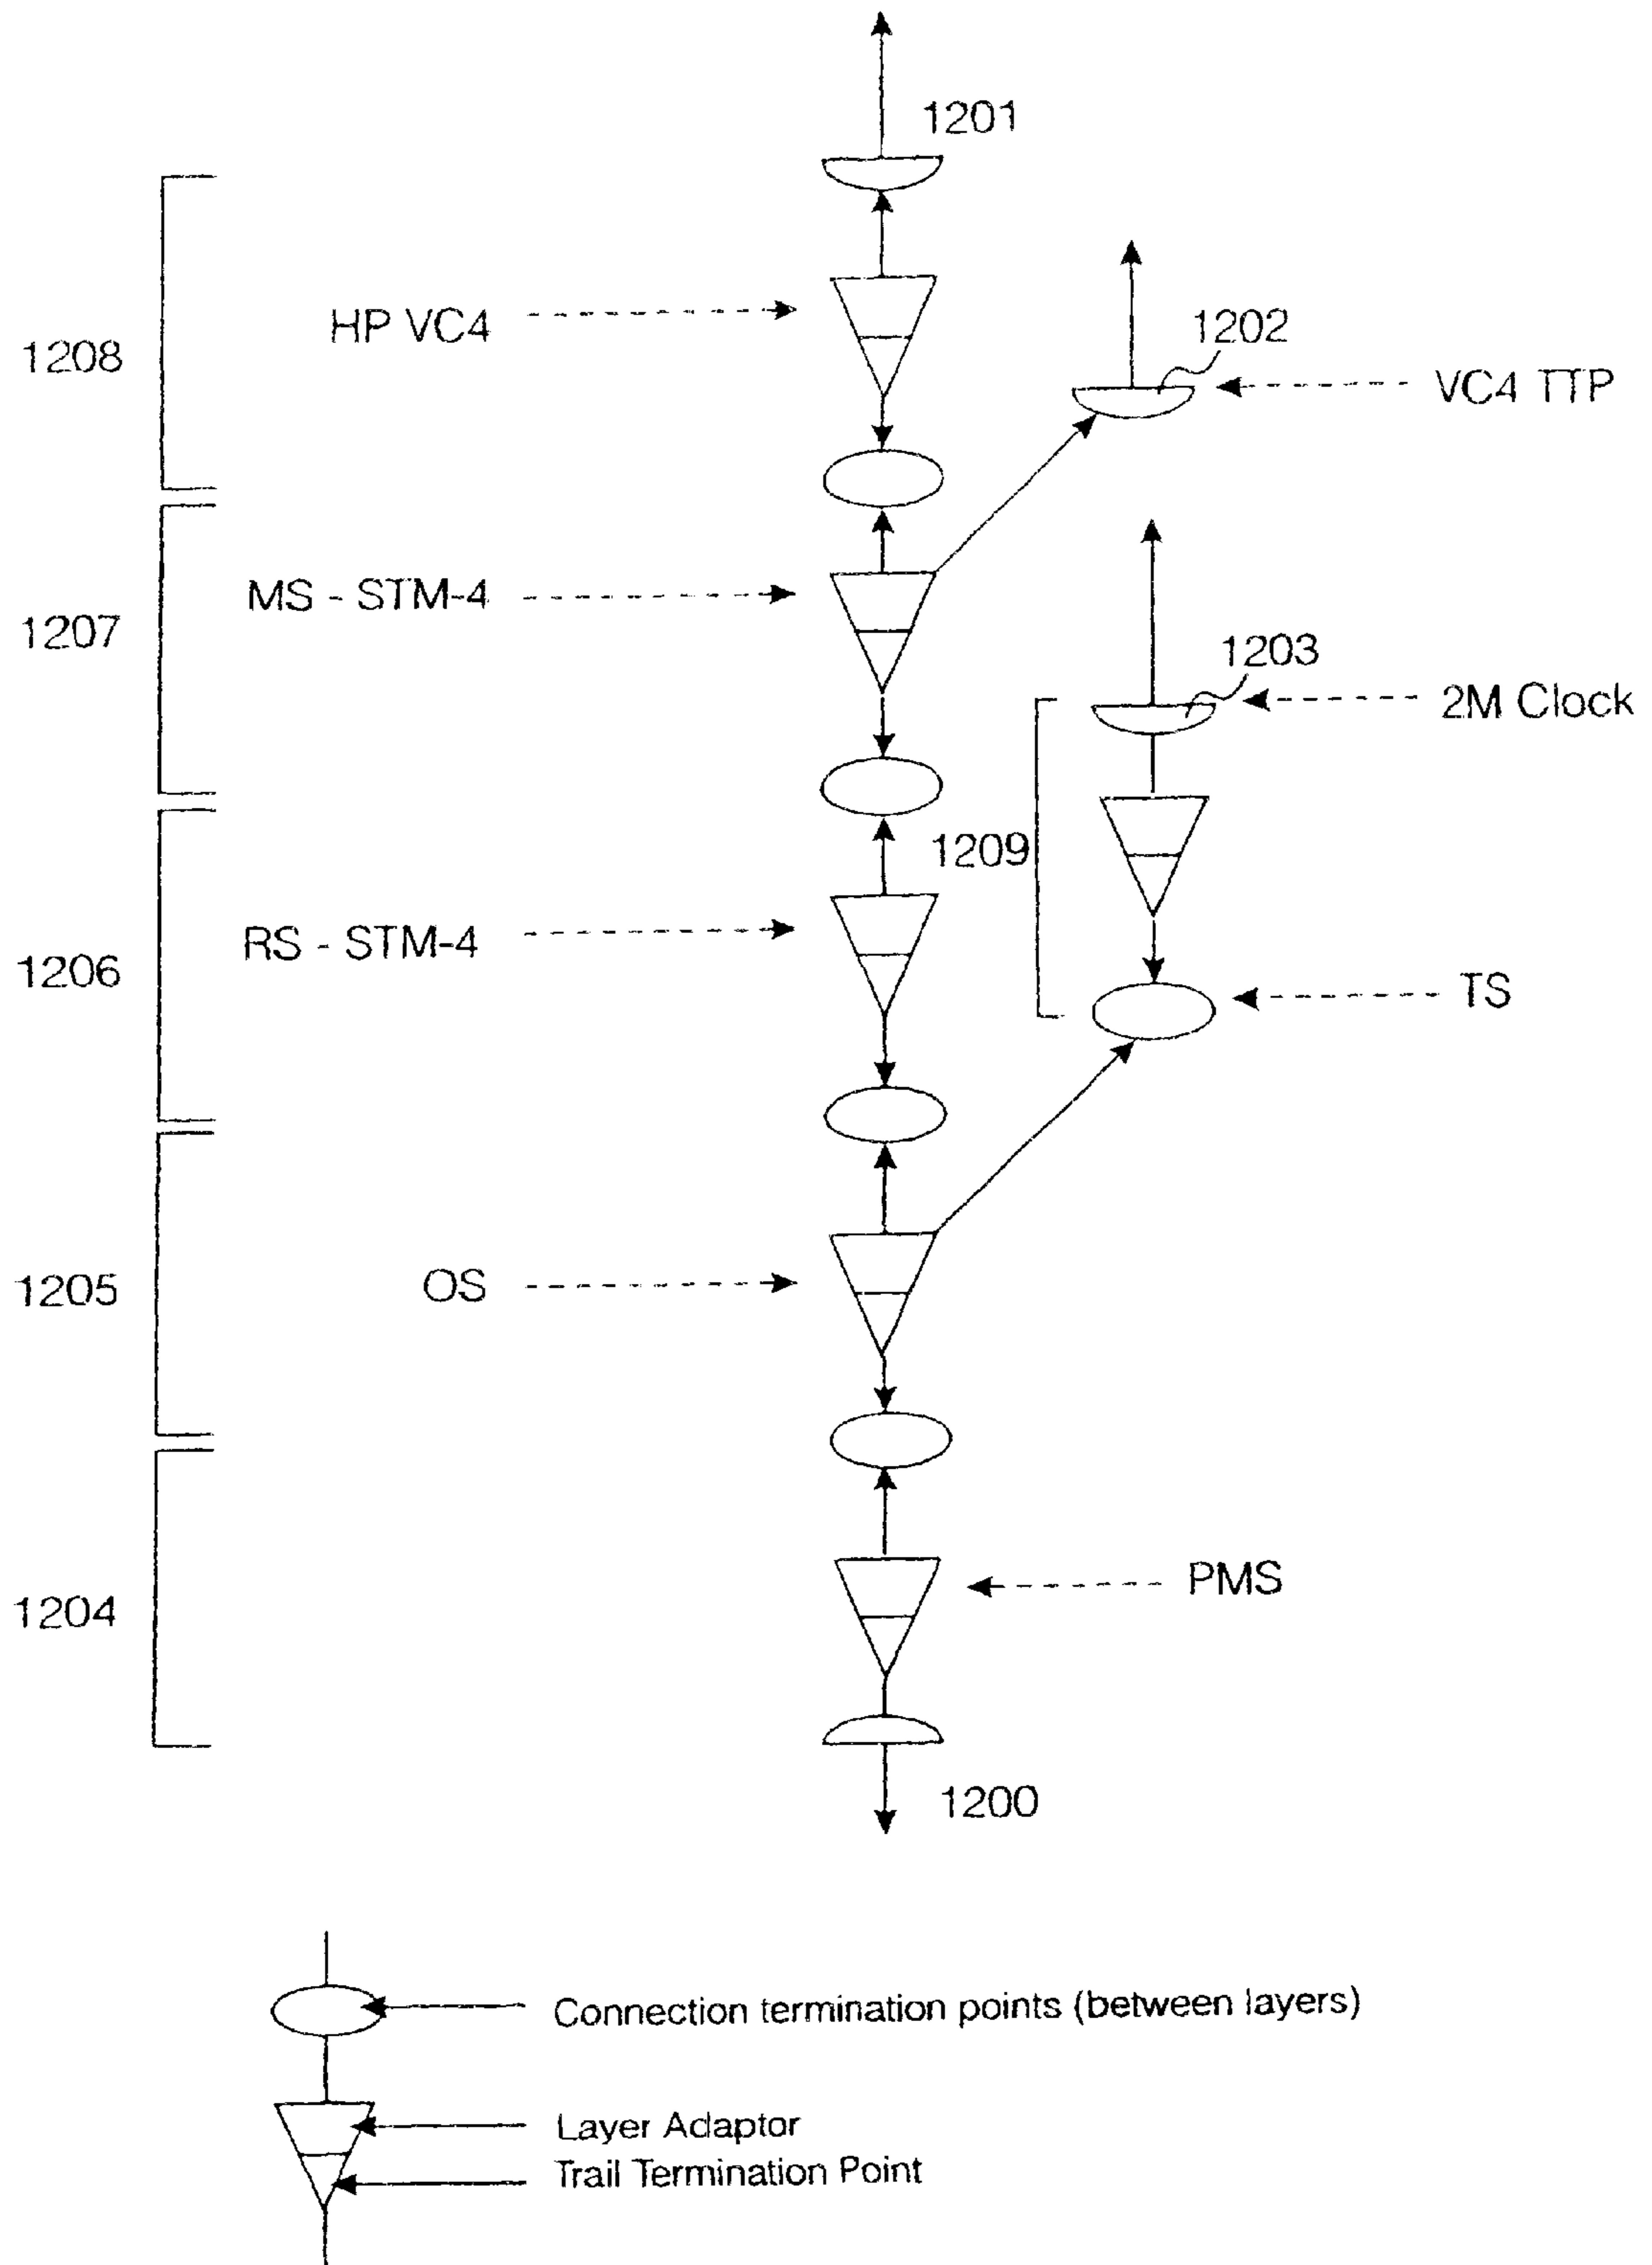 1201
1208
HP VC4
1202
VC4 TTP
1207
MS - STM-4
1203
2M Clock
1209
1206
RS - STM-4
TS
1205
OS
1204
PMS
1200
Connection termination points (between layers)
Layer Adaptor
Trail Termination Point